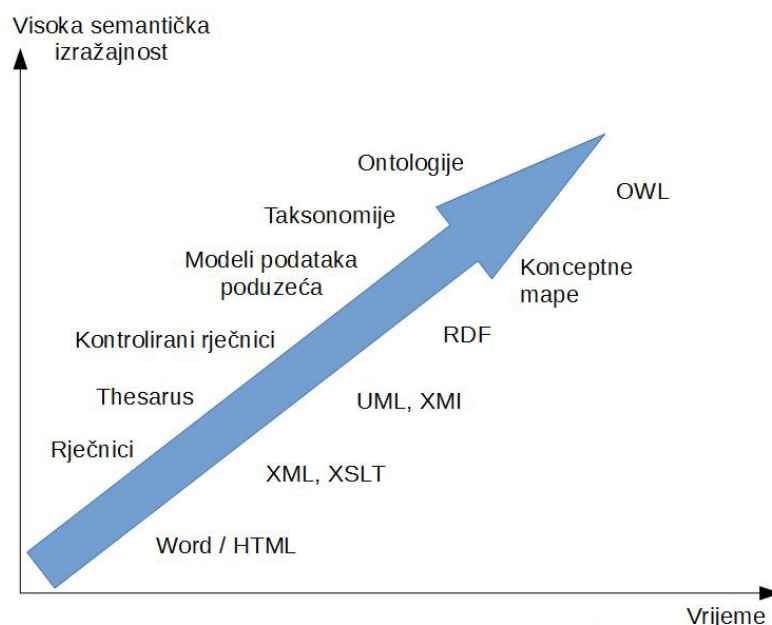 Visoka semantička
izražajnost
Ontologije
OWL
Taksonomije
Modeli podataka
poduzeća
Konceptne
mape
Kontrolirani rječnici
RDF
Thesarus
UML, XMI
Rječnici
XML, XSLT
Word / HTML
Vrijeme